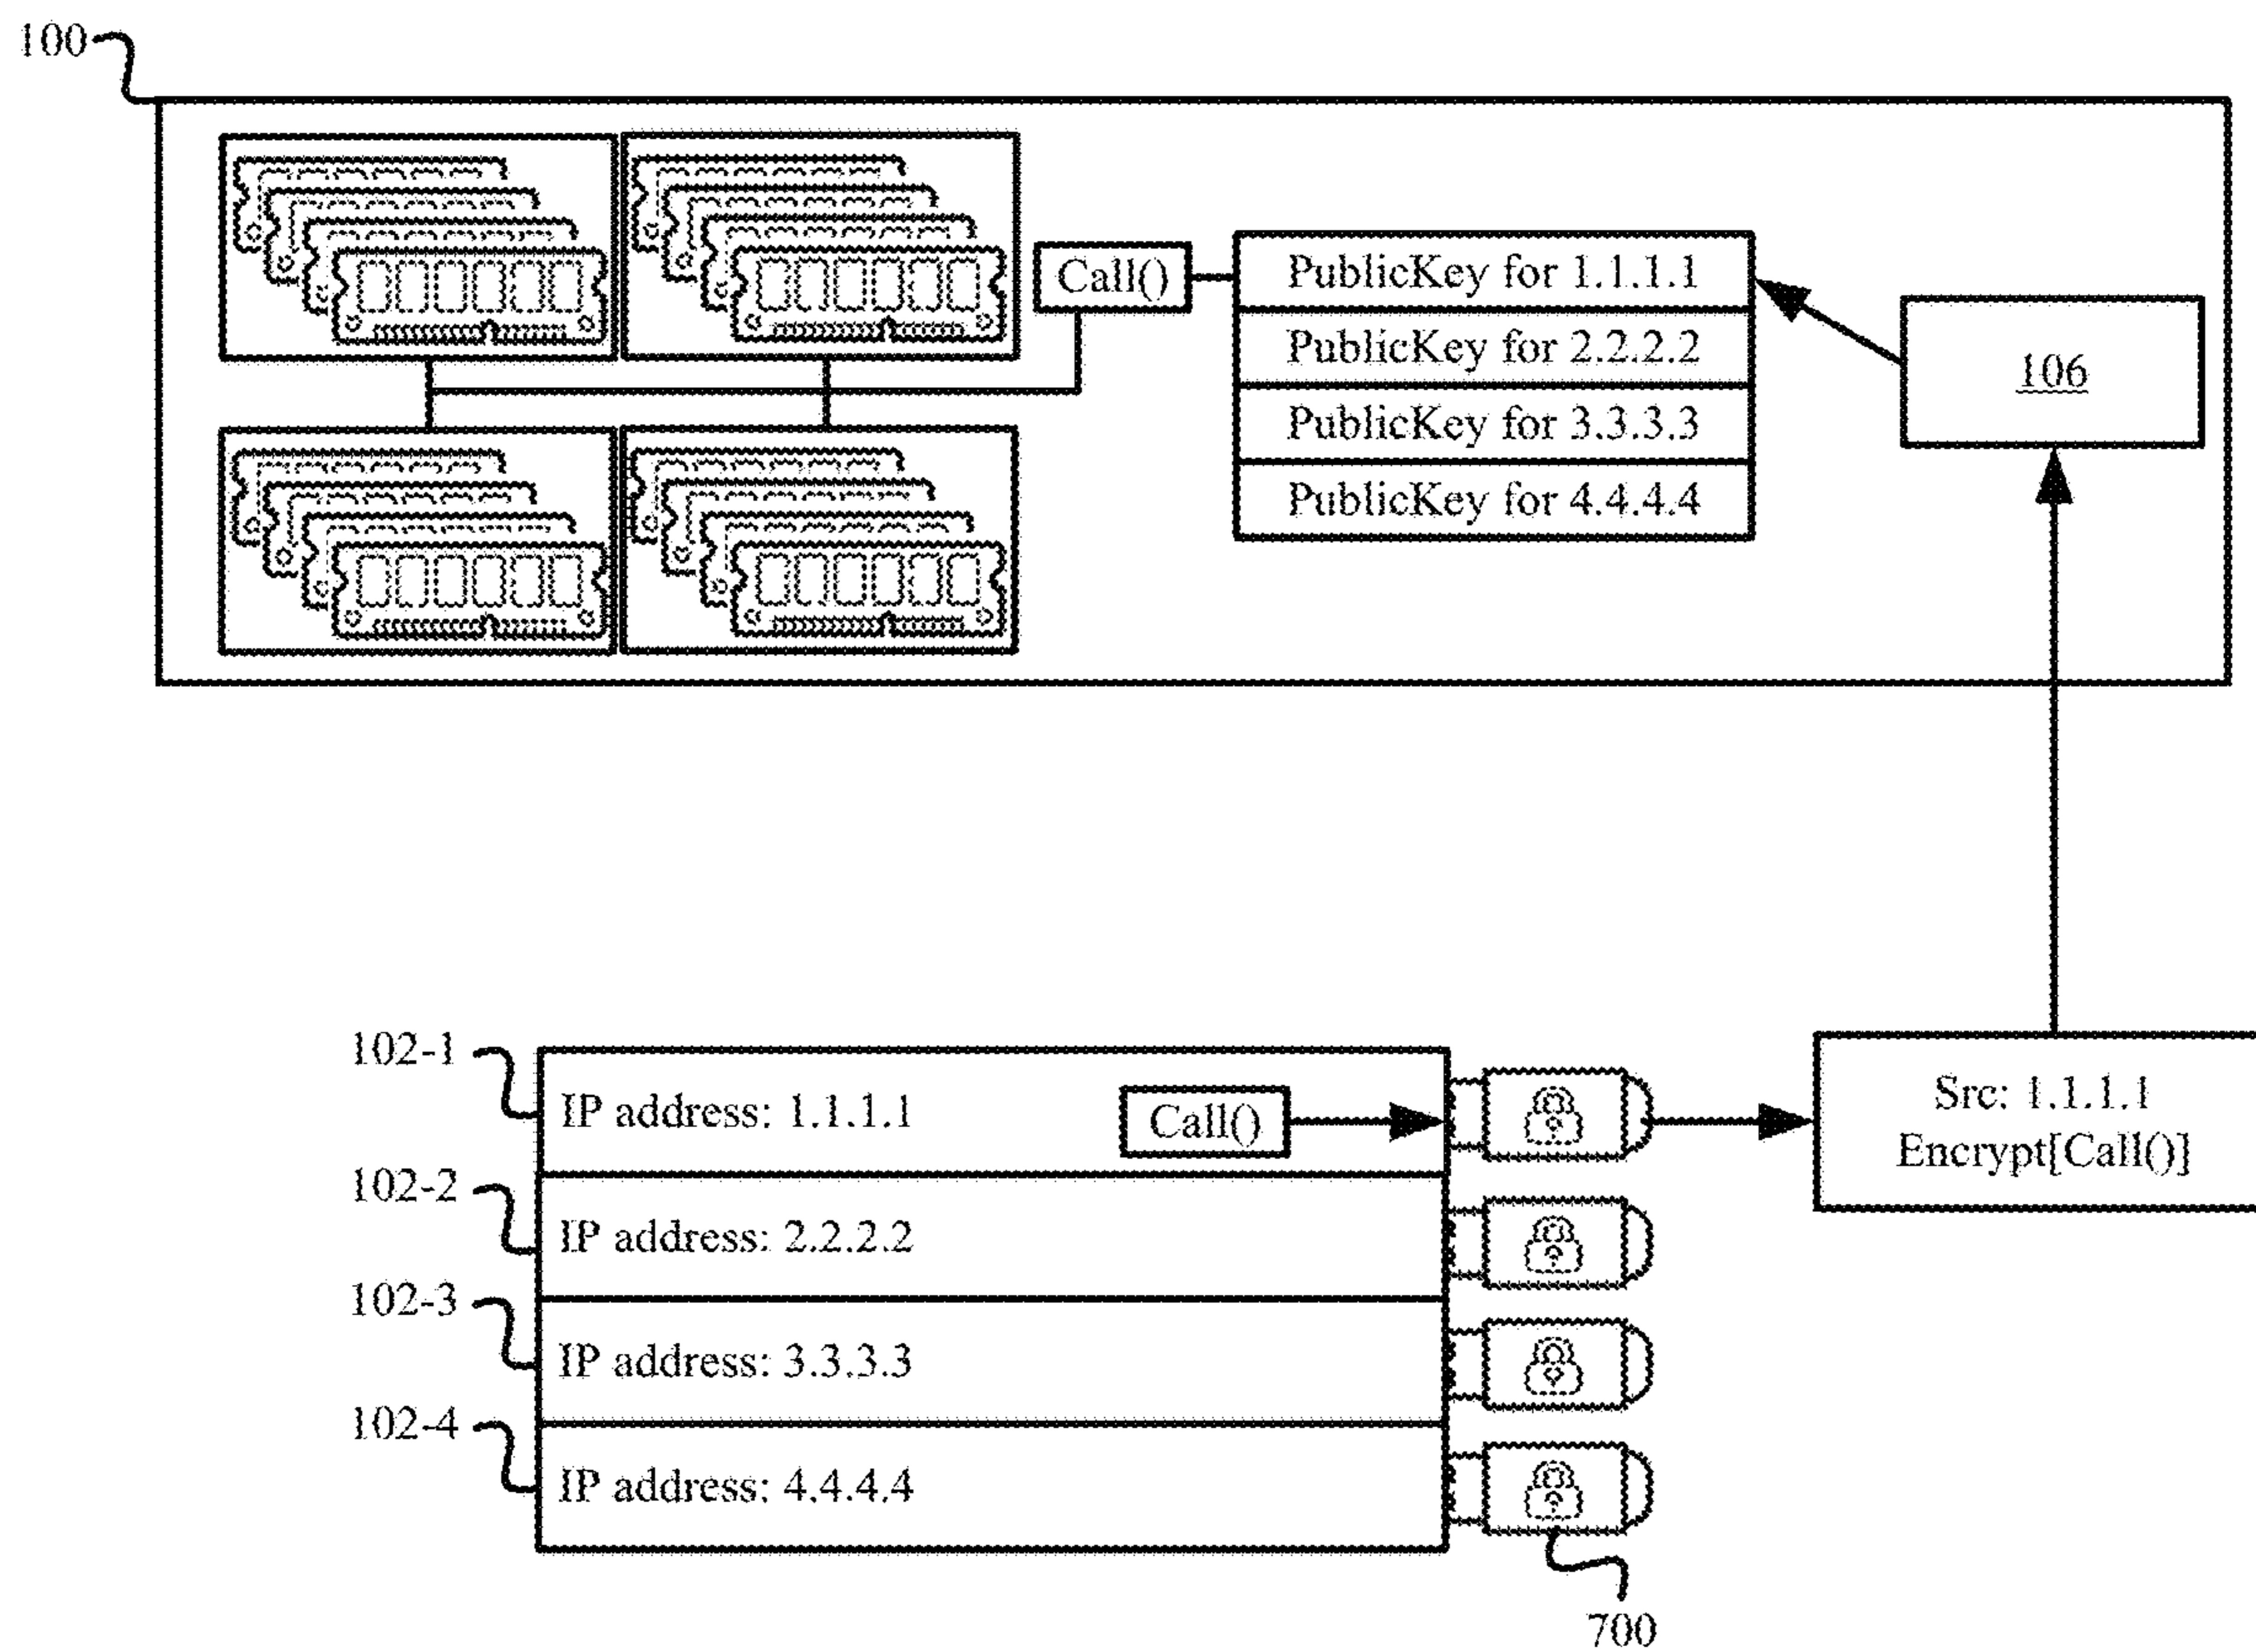 100
Call()
PublicKey for 1.1.1.1
PublicKey for 2.2.2.2
PublicKey for 3.3.3.3
PublicKey for 4.4.4.4
106
102-1
IP address: 1.1.1.1
Call()
Src: 1.1.1.1
Encrypt[Call()]
102-2
IP address: 2.2.2.2
102-3
IP address: 3.3.3.3
102-4
IP address: 4.4.4.4
700